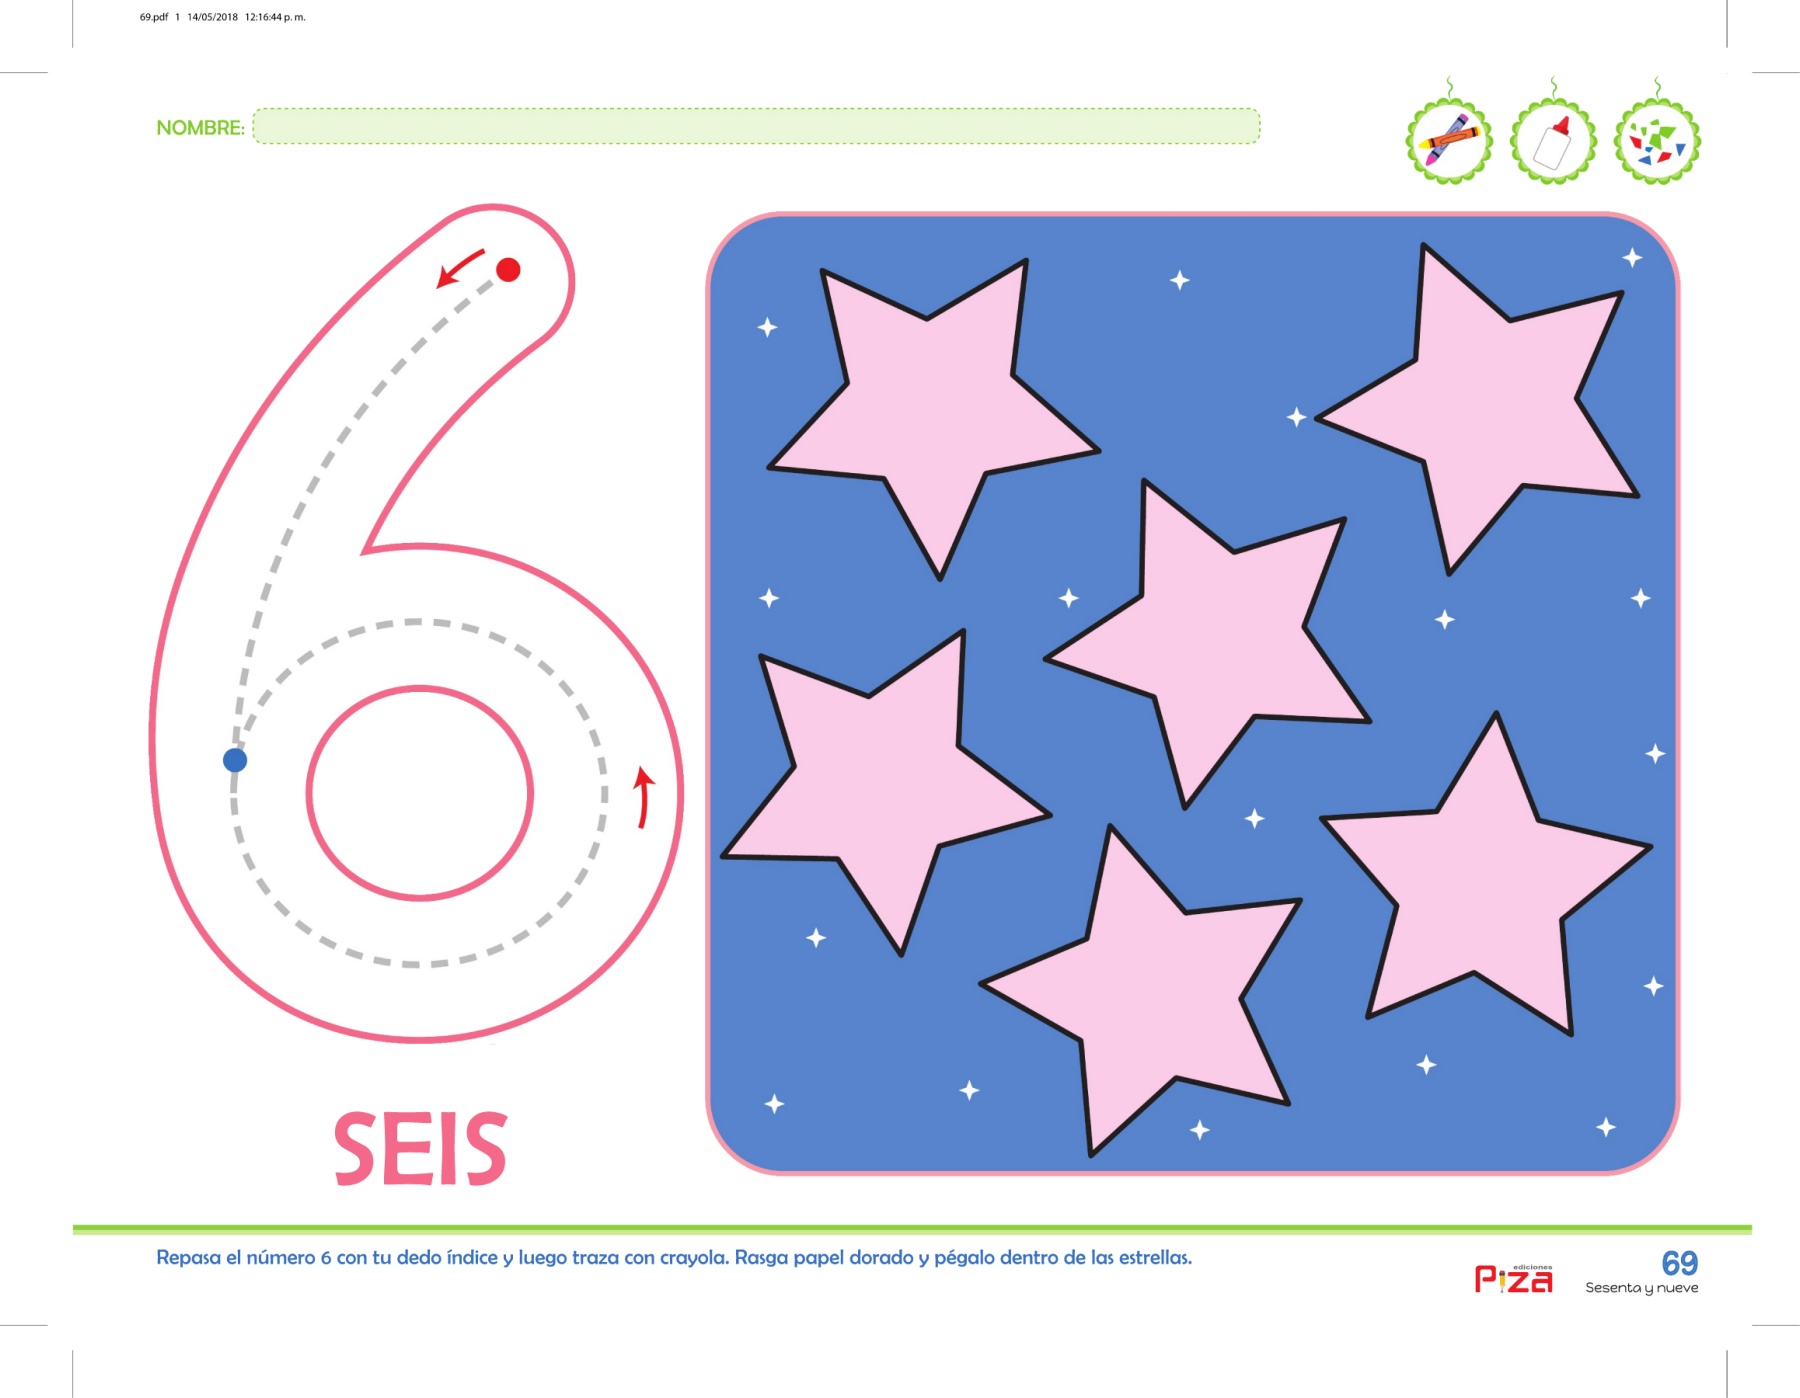 69.pdf 1 14/05/2018 12:16:44 p. m.
NOMBRE:
6
SEIS
Repasa el número 6 con tu dedo índice y luego traza con crayola. Rasga papel dorado y pégalo dentro de las estrellas.
ediciones
Piza
69
Sesenta y nueve